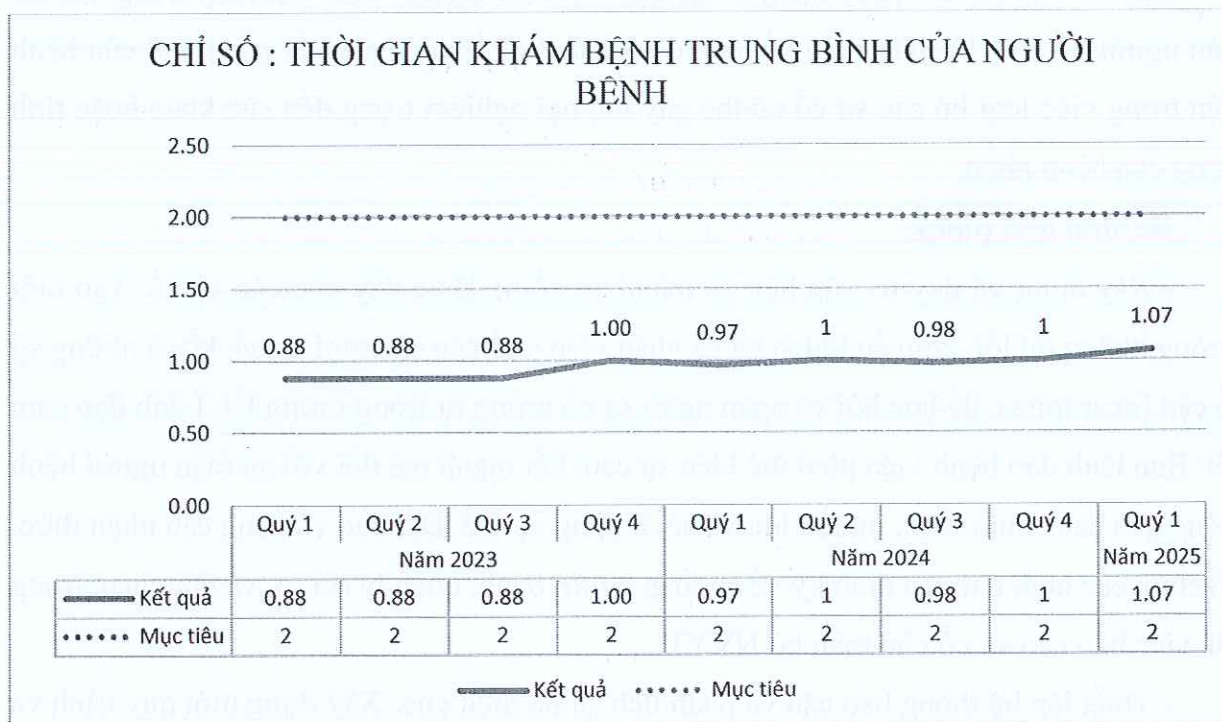 CHỈ SỐ : THỜI GIAN KHÁM BỆNH TRUNG BÌNH CỦA NGƯỜI
BỆNH
2.50
2.00
1.50
1.00
0.50
0.00
0.88 0.88 0.88 1.00 0.97 1 0.98 1 1.07
Quý 1 Quý 2 Quý 3 Quý 4 Quý 1 Quý 2 Quý 3 Quý 4 Quý 1
Năm 2023 Năm 2024 Năm 2025
Kết quả 0.88 0.88 0.88 1.00 0.97 1 0.98 1 1.07
Mục tiêu 2 2 2 2 2 2 2 2 2
Kết quả Mục tiêu